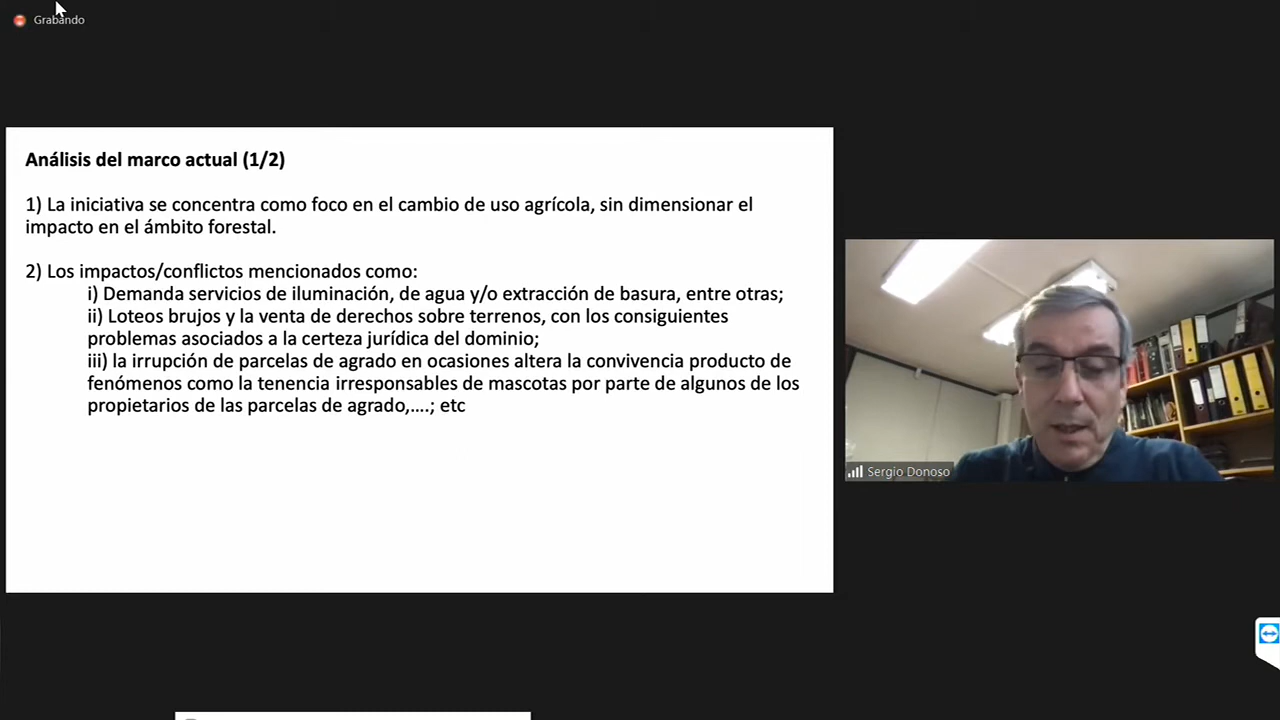 Grabando
Análisis del marco actual (1/2)
1) La iniciativa se concentra como foco en el cambio de uso agrícola, sin dimensionar el
impacto en el ámbito forestal.
2) Los impactos/conflictos mencionados como:
i) Demanda servicios de iluminación, de agua y/o extracción de basura, entre otras;
ii) Loteos brujos y la venta de derechos sobre terrenos, con los consiguientes
problemas asociados a la certeza jurídica del dominio;
iii) la irrupción de parcelas de agrado en ocasiones altera la convivencia producto de
fenómenos como la tenencia irresponsables de mascotas por parte de algunos de los
propietarios de las parcelas de agrado,....; etc
Sergio Donoso